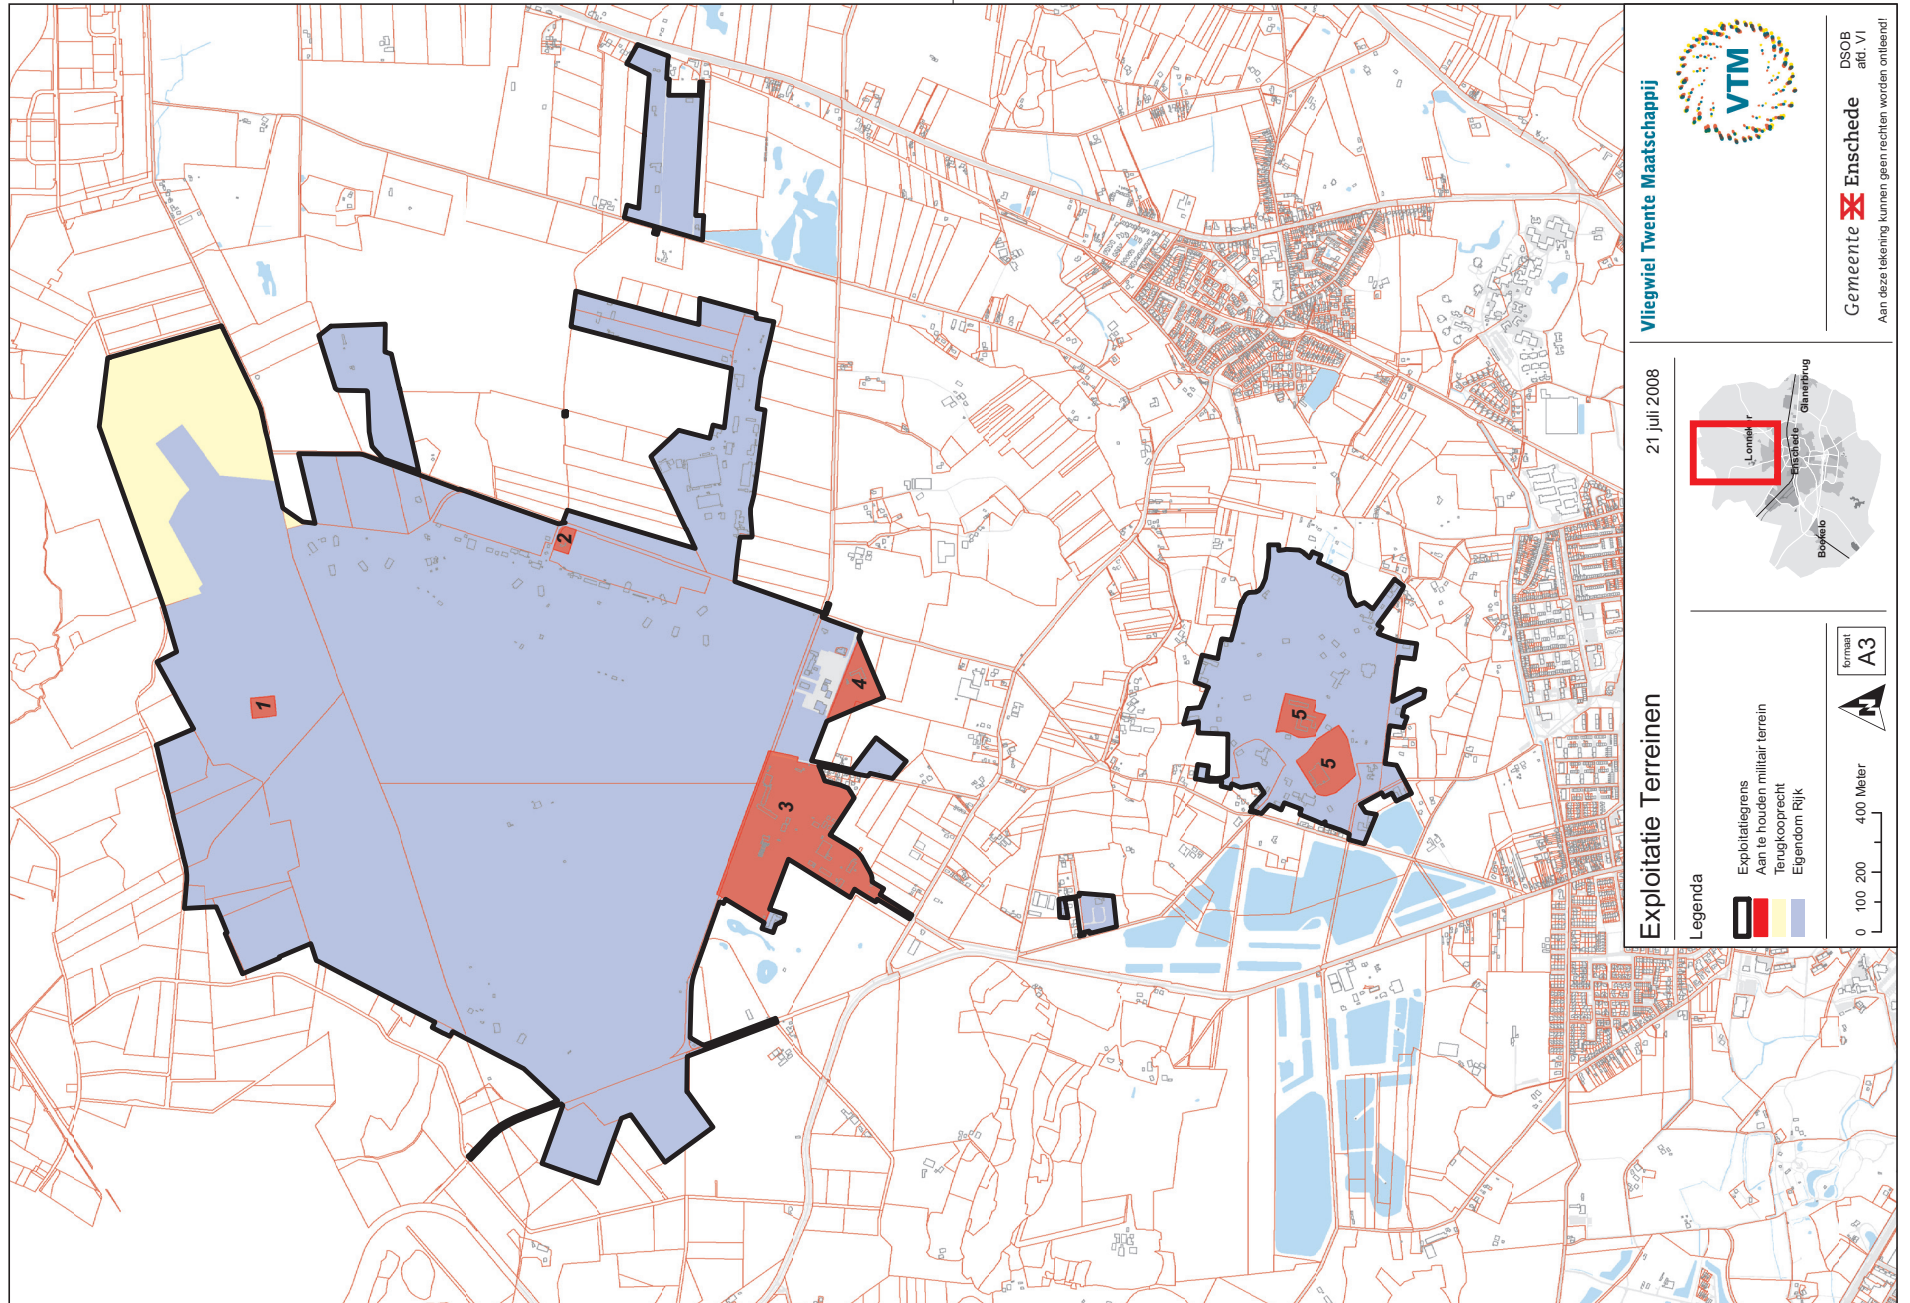 Vliegwiel Twente Maatschappij
VTM
Gemeente Enschede
DSOB
afd. VI
Aan deze tekening kunnen geen rechten worden ontleend!
21 juli 2008
Lonneker
Enschede
Glanerbrug
Boekelo
Exploitatie Terreinen
Legenda
Exploitatiegrens
Aan te houden militair terrein
Terugkooprecht
Eigendom Rijk
0 100 200 400 Meter
N
formaat
A3
1
2
3
4
5
5